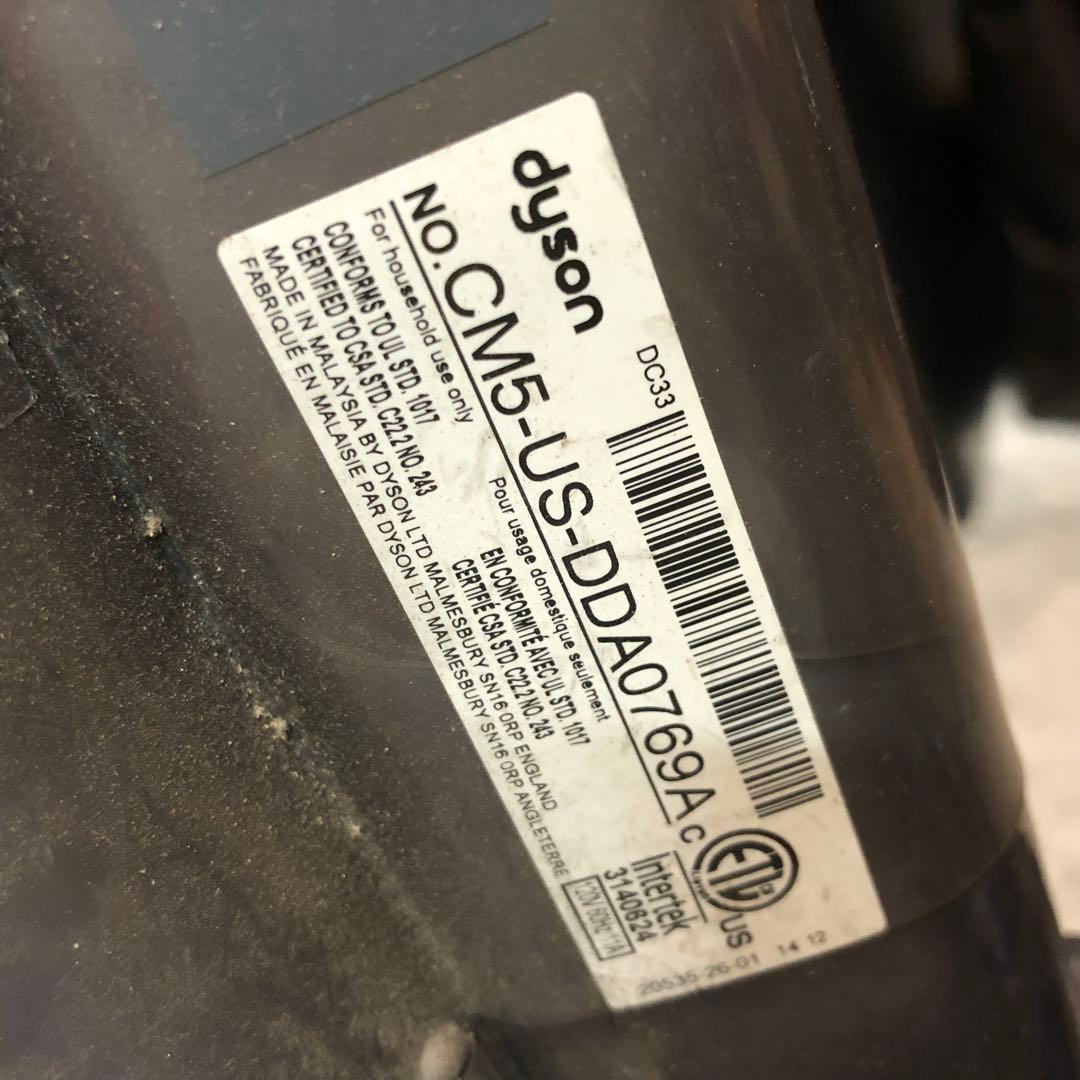 dyson
DC33
NO. CM5-US-DDA0769A
For household use only
Pour usage domestique seulement
CONFORMS TO UL STD. 1017
CERTIFIED TO CSA STD. C22.2 NO. 243
EN CONFORMITÉ AVEC UL STD. 1017
CERTIFIÉ CSA STD. C22.2 NO. 243
MADE IN MALAYSIA BY DYSON LTD MALMESBURY SN16 0RP ENGLAND
FABRIQUÉ EN MALAISIE PAR DYSON LTD MALMESBURY SN16 0RP ANGLETERRE
C ETL US
Intertek
3140624
120V 60Hz 11A
20535-26-01 14 12